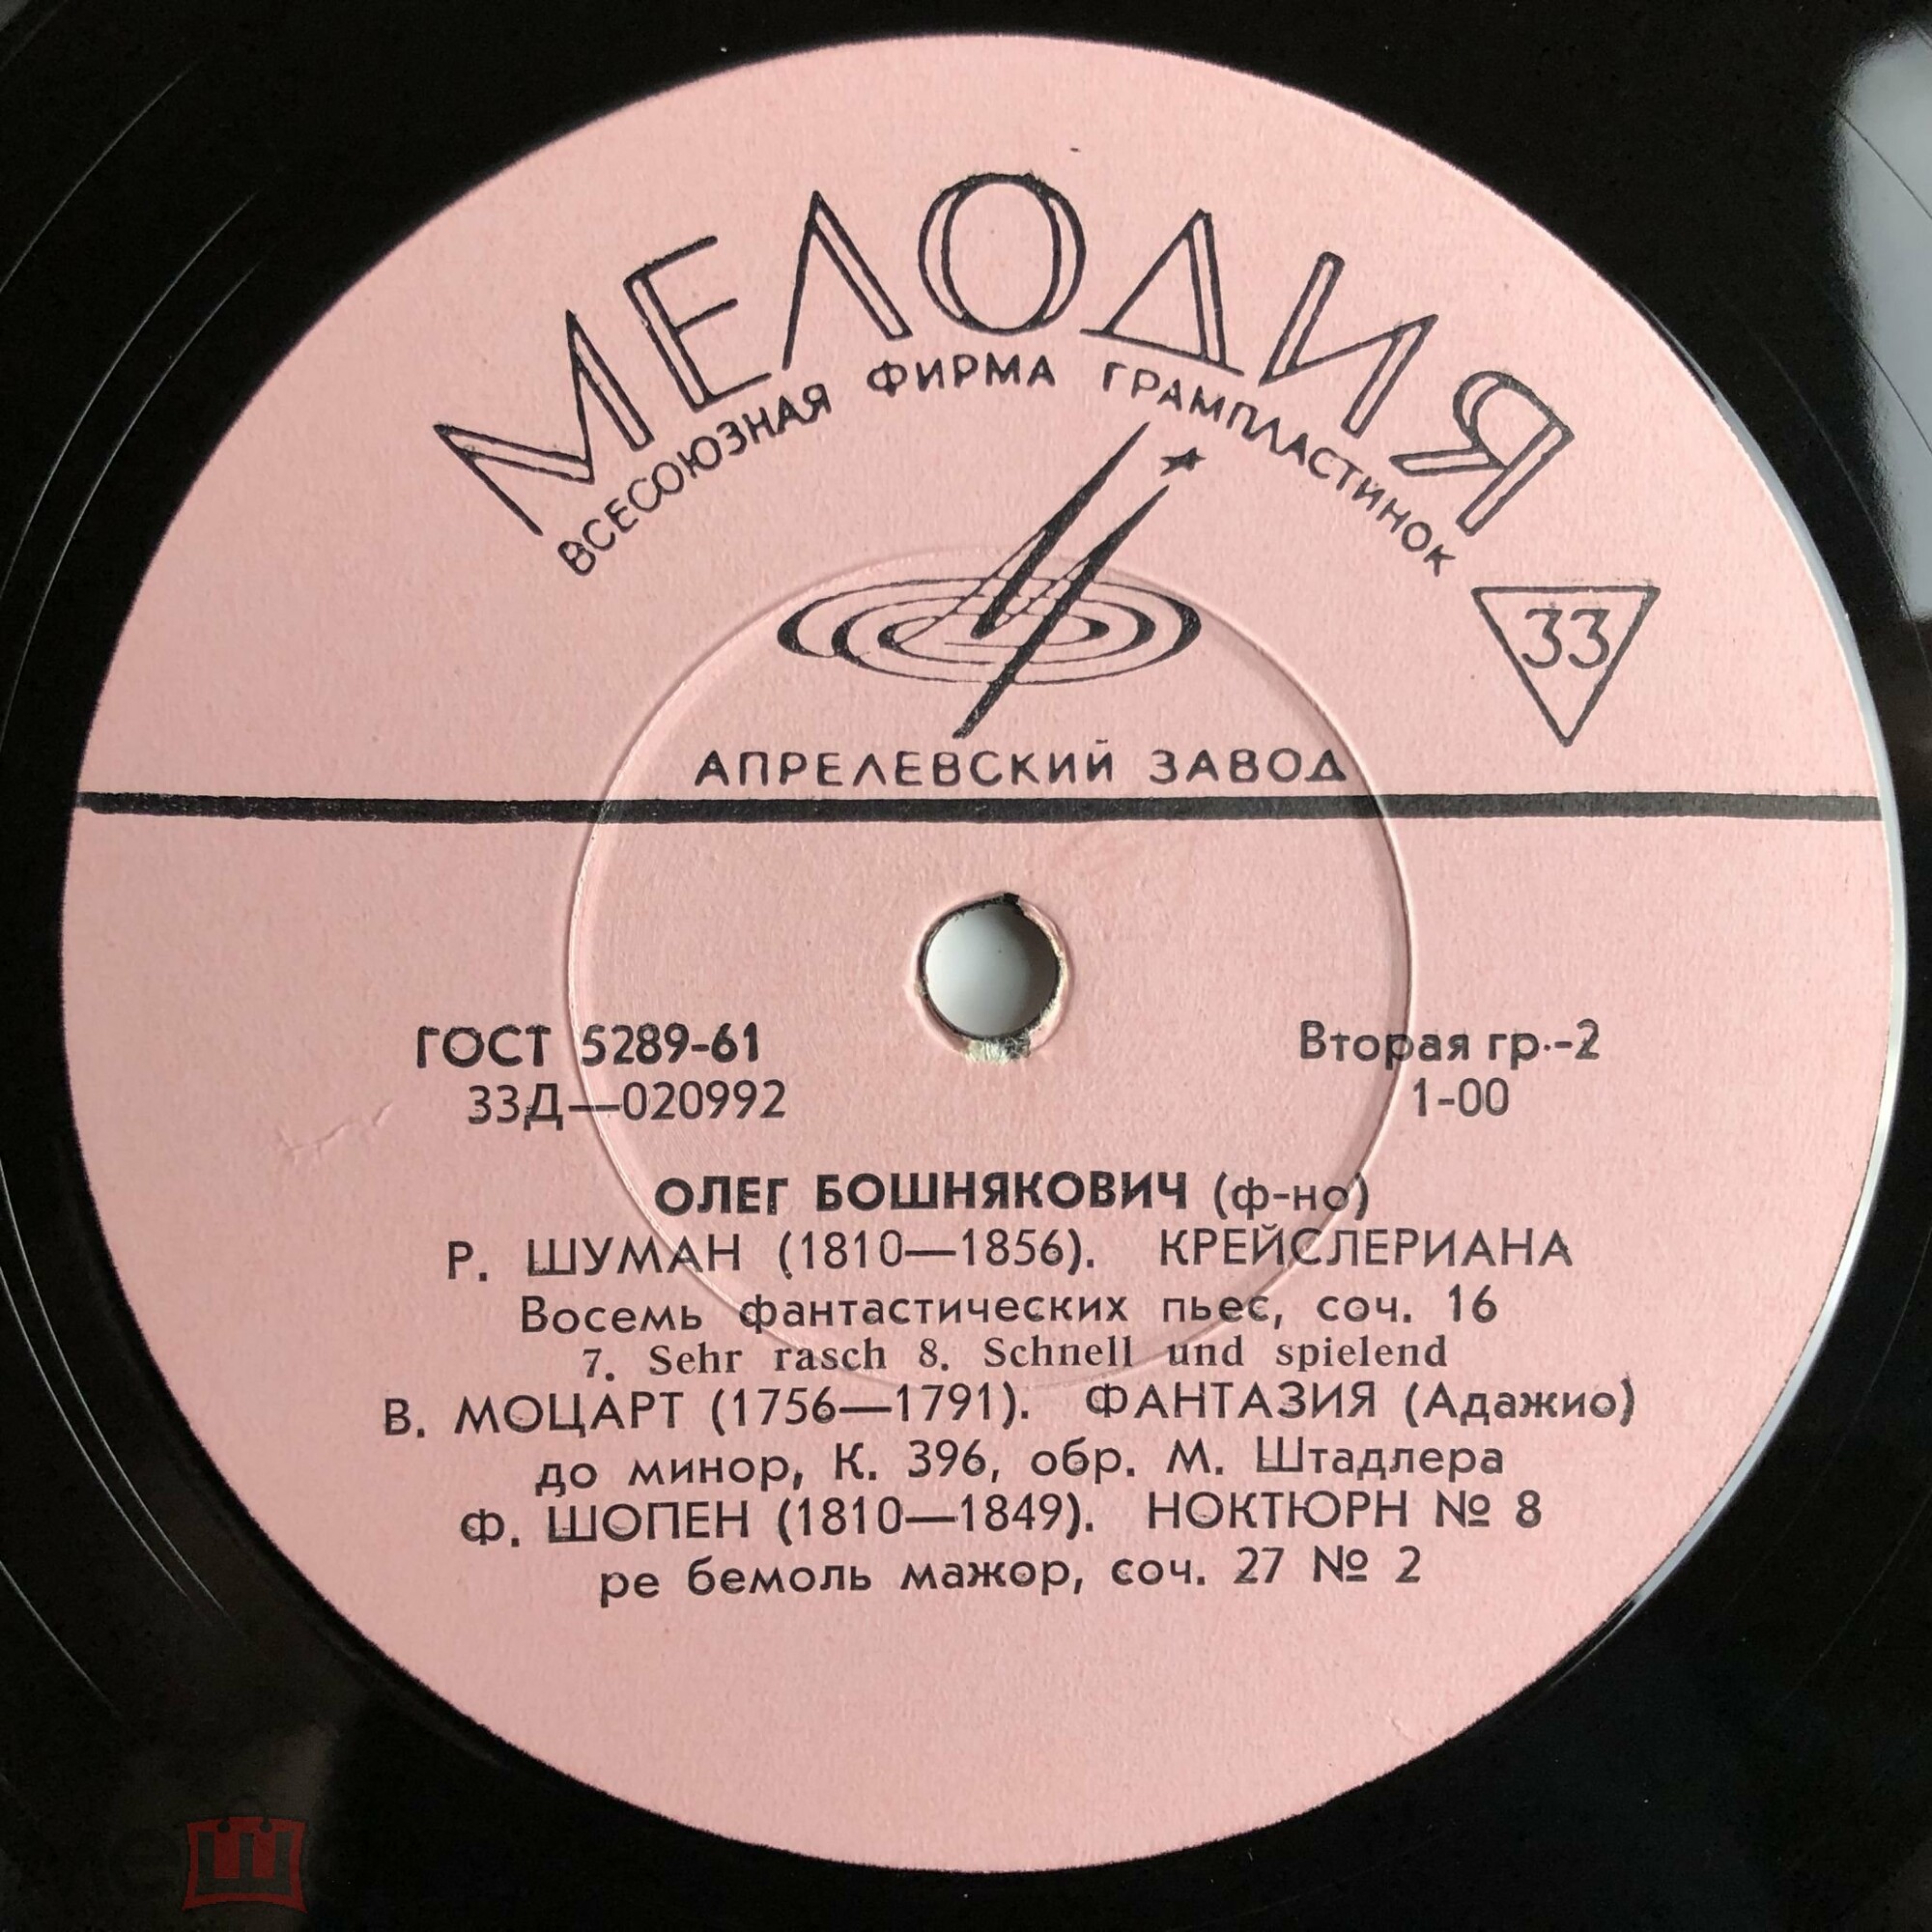 МЕЛОДИЯ
ВСЕСОЮЗНАЯ ФИРМА ГРАМПЛАСТИНОК
33
АПРЕЛЕВСКИЙ ЗАВОД
ГОСТ 5289-61
Вторая гр.-2
33Д—020992
1-00
ОЛЕГ БОШНЯКОВИЧ (ф-но)
Р. ШУМАН (1810—1856). КРЕЙСЛЕРИАНА
Восемь фантастических пьес, соч. 16
7. Sehr rasch 8. Schnell und spielend
В. МОЦАРТ (1756—1791). ФАНТАЗИЯ (Адажио)
до минор, К. 396, обр. М. Штадлера
Ф. ШОПЕН (1810—1849). НОКТЮРН № 8
ре бемоль мажор, соч. 27 № 2